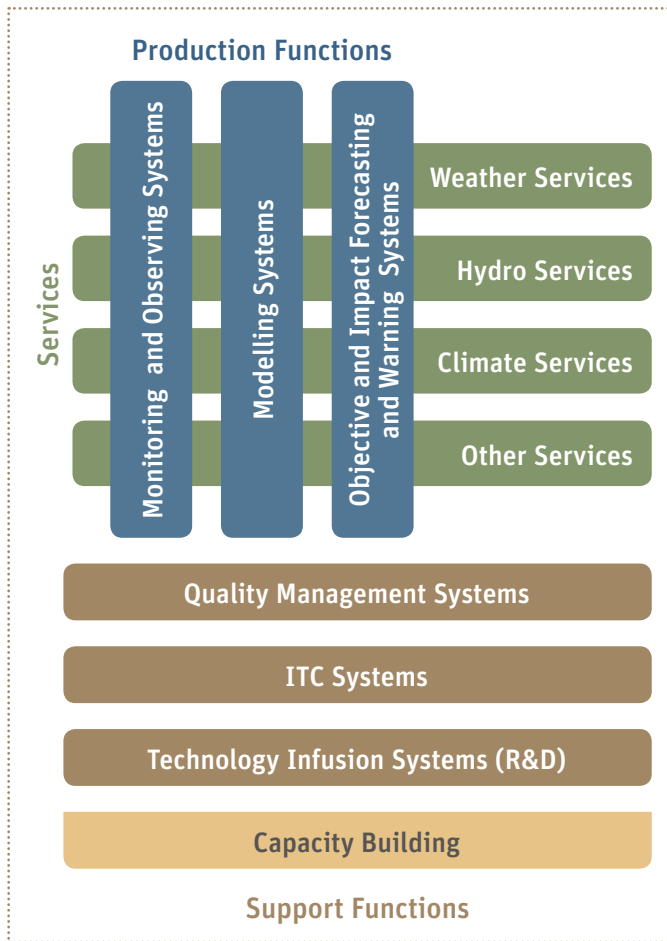 Production Functions
Services
Monitoring and Observing Systems
Modelling Systems
Objective and Impact Forecasting
and Warning Systems
Weather Services
Hydro Services
Climate Services
Other Services
Quality Management Systems
ITC Systems
Technology Infusion Systems (R&D)
Capacity Building
Support Functions